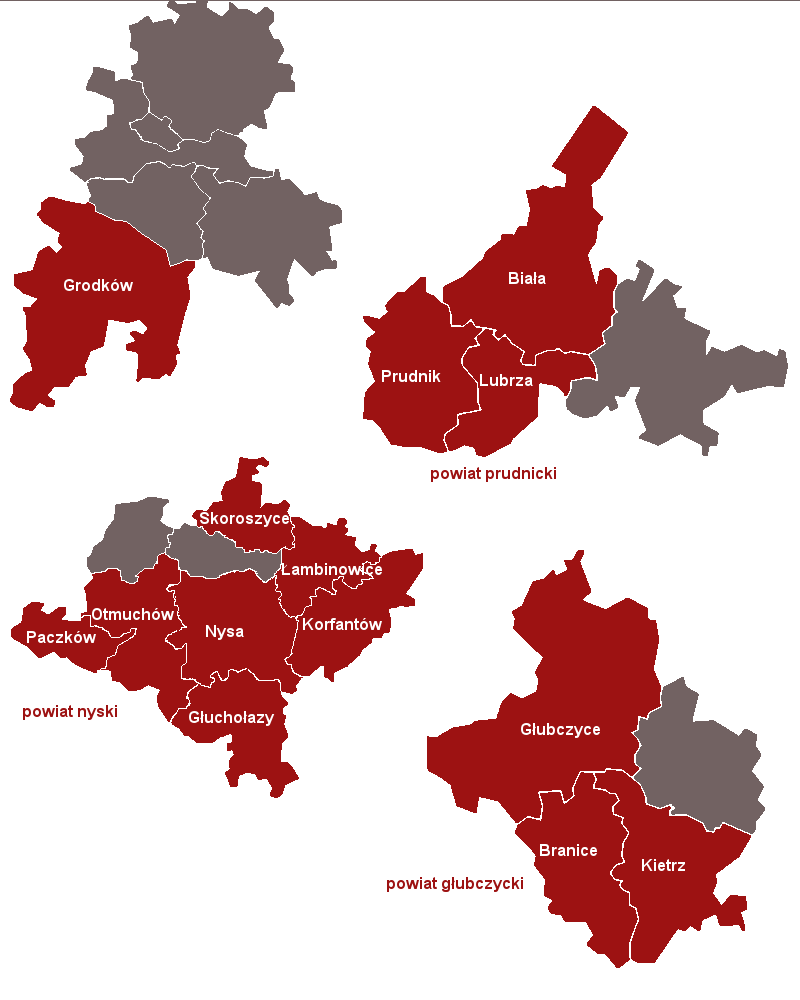 Grodków
Biała
Prudnik
Lubrza
powiat prudnicki
Skoroszyce
Lambinowice
Otmuchów
Paczków
Nysa
Korfantów
powiat nyski
Głuchołazy
Głubczyce
Branice
Kietrz
powiat głubczycki